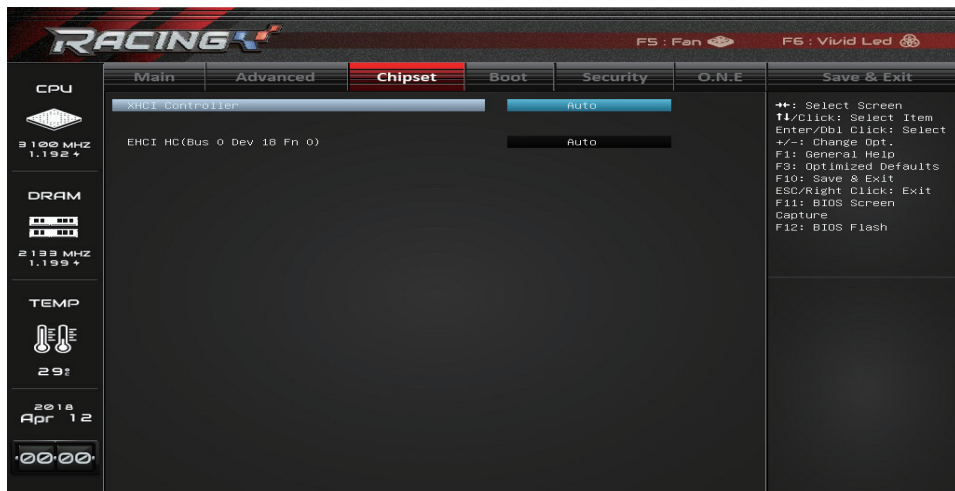 RACING
F5 : Fan
F6 : Vivid Led
Main Advanced Chipset Boot Security O.N.E Save & Exit
CPU
3100 MHZ
1.192 v
DRAM
2133 MHZ
1.199 v
TEMP
29
2018
Apr 12
00:00
XHCI Controller Auto
EHCI HC(Bus 0 Dev 18 Fn 0) Auto
→←: Select Screen
↑↓/Click: Select Item
Enter/Dbl Click: Select
+/-: Change Opt.
F1: General Help
F3: Optimized Defaults
F10: Save & Exit
ESC/Right Click: Exit
F11: BIOS Screen
Capture
F12: BIOS Flash